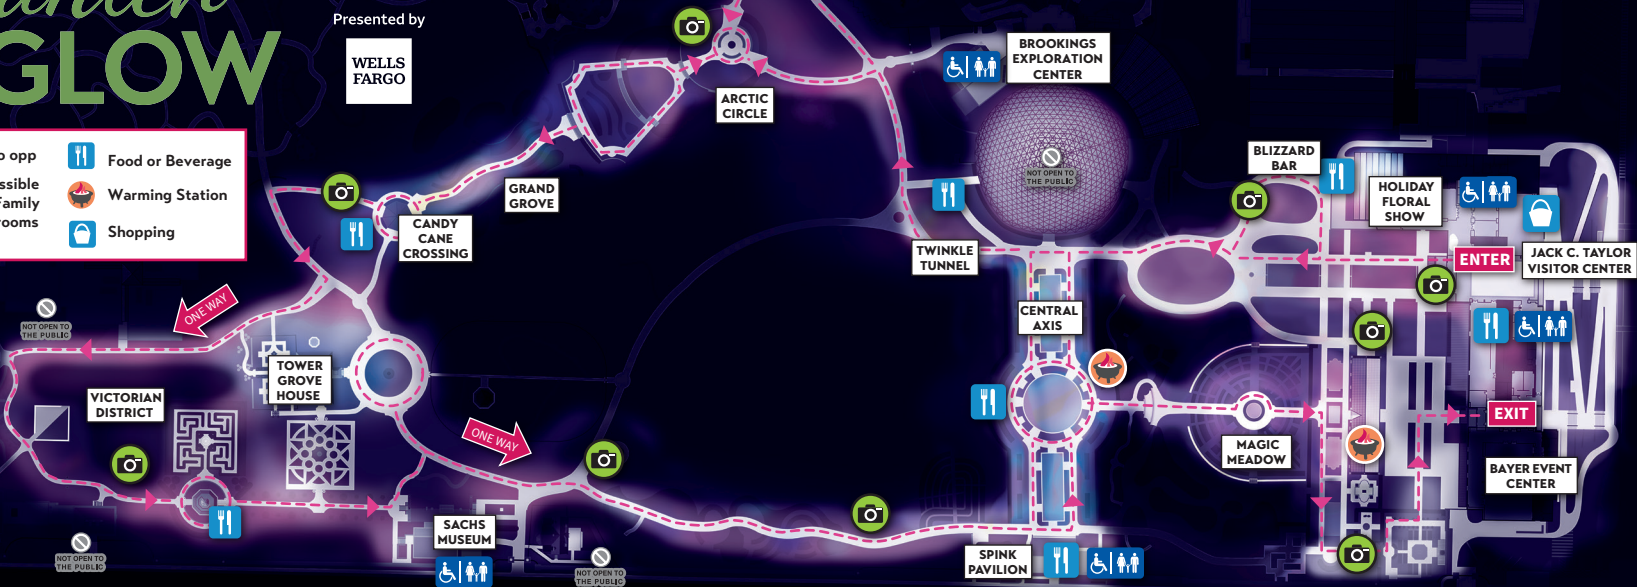 GLOW
Presented by
WELLS
FARGO
o opp
ssible
Family
rooms
Food or Beverage
Warming Station
Shopping
ARCTIC
CIRCLE
BROOKINGS
EXPLORATION
CENTER
NOT OPEN TO
THE PUBLIC
BLIZZARD
BAR
HOLIDAY
FLORAL
SHOW
GRAND
GROVE
CANDY
CANE
CROSSING
TWINKLE
TUNNEL
ENTER
JACK C. TAYLOR
VISITOR CENTER
ONE WAY
NOT OPEN TO
THE PUBLIC
CENTRAL
AXIS
TOWER
GROVE
HOUSE
VICTORIAN
DISTRICT
ONE WAY
EXIT
MAGIC
MEADOW
BAYER EVENT
CENTER
SACHS
MUSEUM
SPINK
PAVILION
NOT OPEN TO
THE PUBLIC
NOT OPEN TO
THE PUBLIC